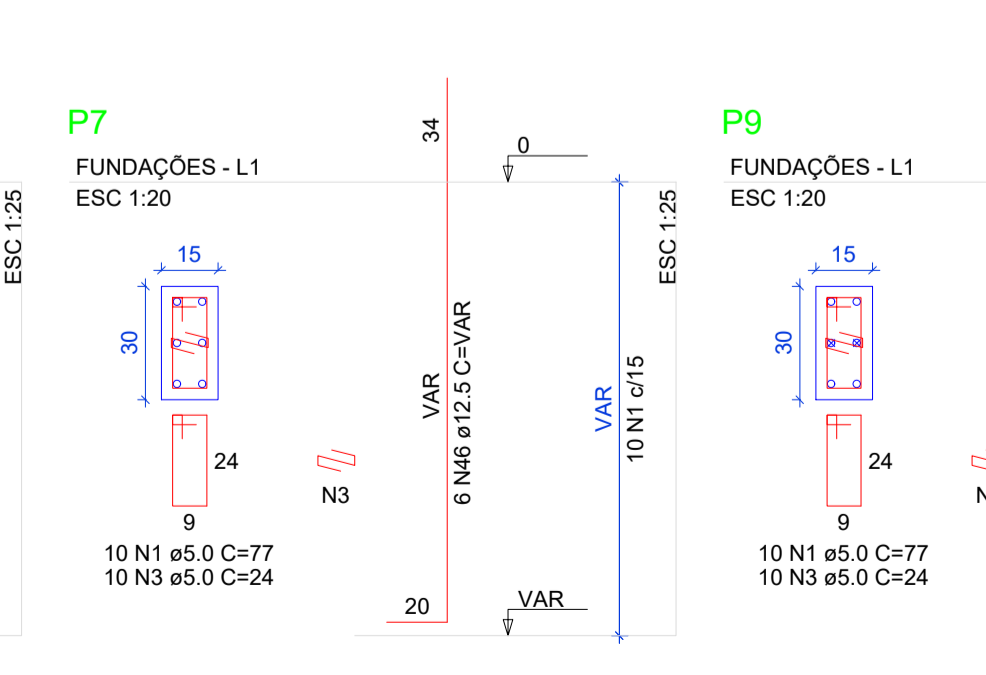 ESC 1:25
P7
FUNDAÇÕES - L1
ESC 1:20
15
30
24
9
10 N1 ø5.0 C=77
10 N3 ø5.0 C=24
N3
34
VAR
6 N46 ø12.5 C=VAR
20
0
VAR
VAR
10 N1 c/15
ESC 1:25
P9
FUNDAÇÕES - L1
ESC 1:20
15
30
24
9
10 N1 ø5.0 C=77
10 N3 ø5.0 C=24